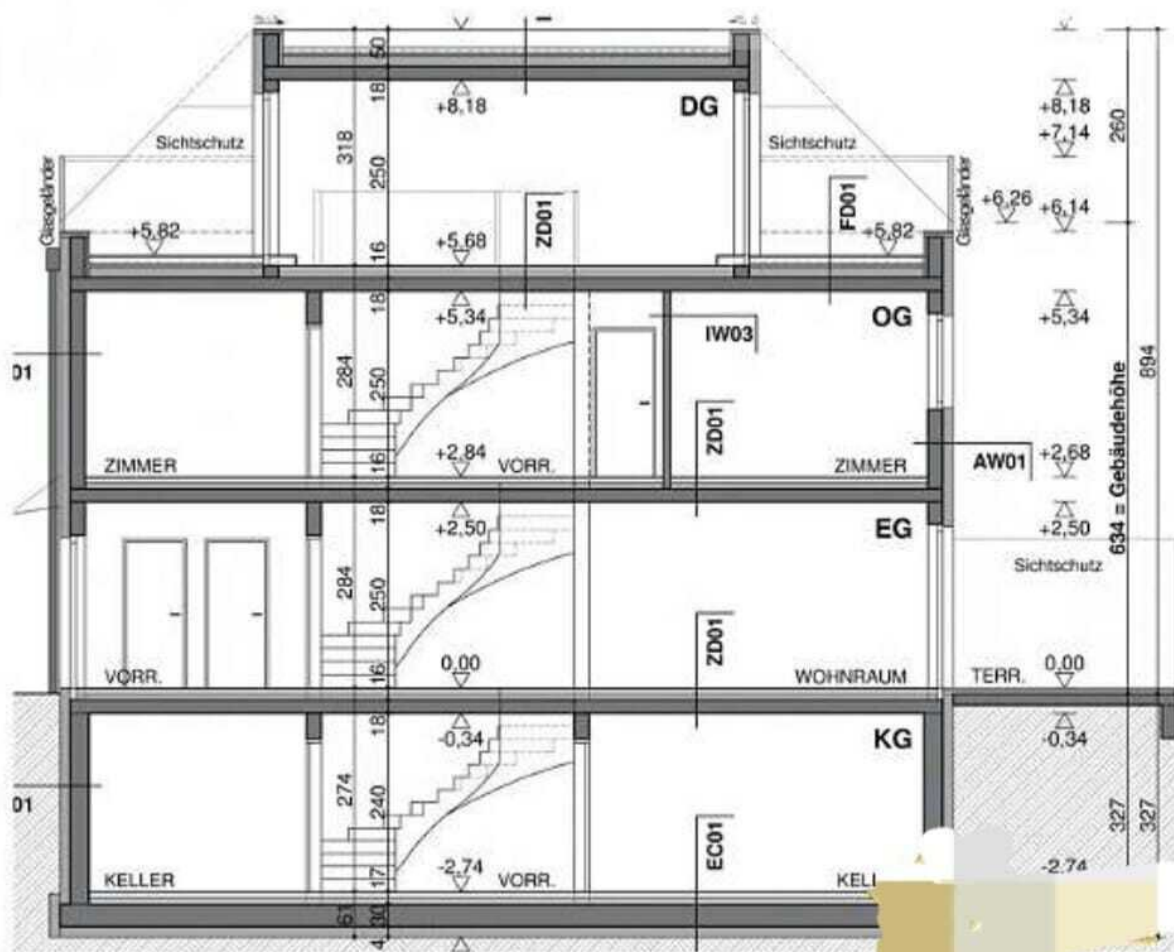 50
18
+8,18
DG
+8,18
+7,14
260
Sichtschutz
Sichtschutz
318
250
Glasgeländer
Glasgeländer
ZD01
FD01
+6,26
+6,14
+5,82
+5,68
+5,82
16
18
+5,34
OG
+5,34
IW03
01
284
250
894
ZD01
634 = Gebäudehöhe
ZIMMER
16
+2,84
VORR.
ZIMMER
AW01
+2,68
18
+2,50
EG
+2,50
Sichtschutz
284
250
ZD01
VORR.
16
0,00
WOHNRAUM
TERR.
0,00
18
-0,34
KG
-0,34
01
274
240
EC01
327
327
KELLER
17
-2,74
VORR.
KELL
-2,74
61
30
4